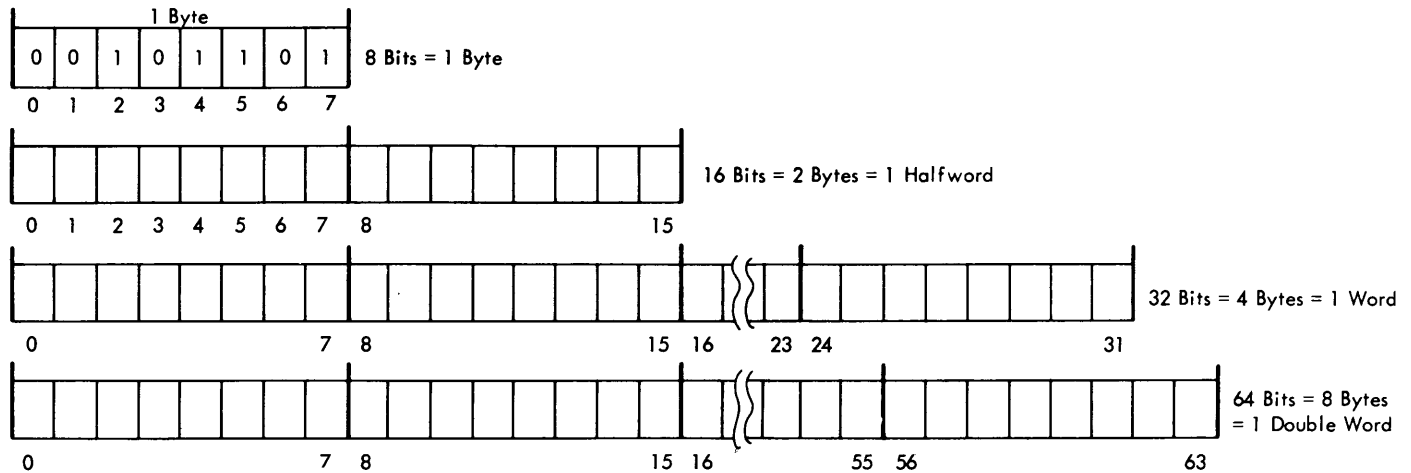 1 Byte
0 0 1 0 1 1 0 1 8 Bits = 1 Byte
0 1 2 3 4 5 6 7
16 Bits = 2 Bytes = 1 Halfword
0 1 2 3 4 5 6 7 8 15
32 Bits = 4 Bytes = 1 Word
0 7 8 15 16 23 24 31
64 Bits = 8 Bytes
= 1 Double Word
0 7 8 15 16 55 56 63